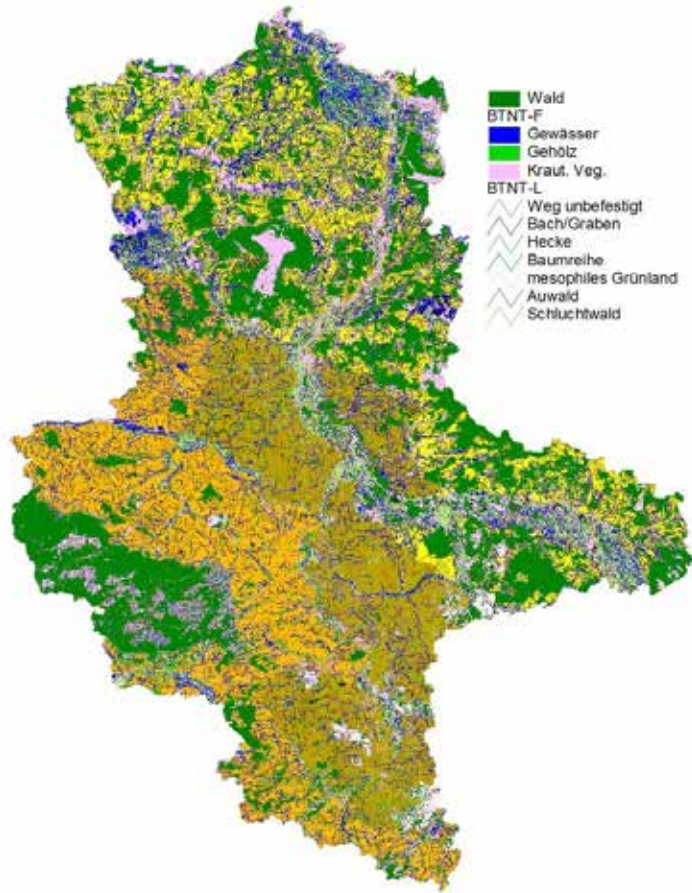 Wald
BTNT-F
Gewässer
Gehölz
Kraut. Veg.
BTNT-L
Weg unbefestigt
Bach/Graben
Hecke
Baumreihe
mesophiles Grünland
Auwald
Schluchtwald